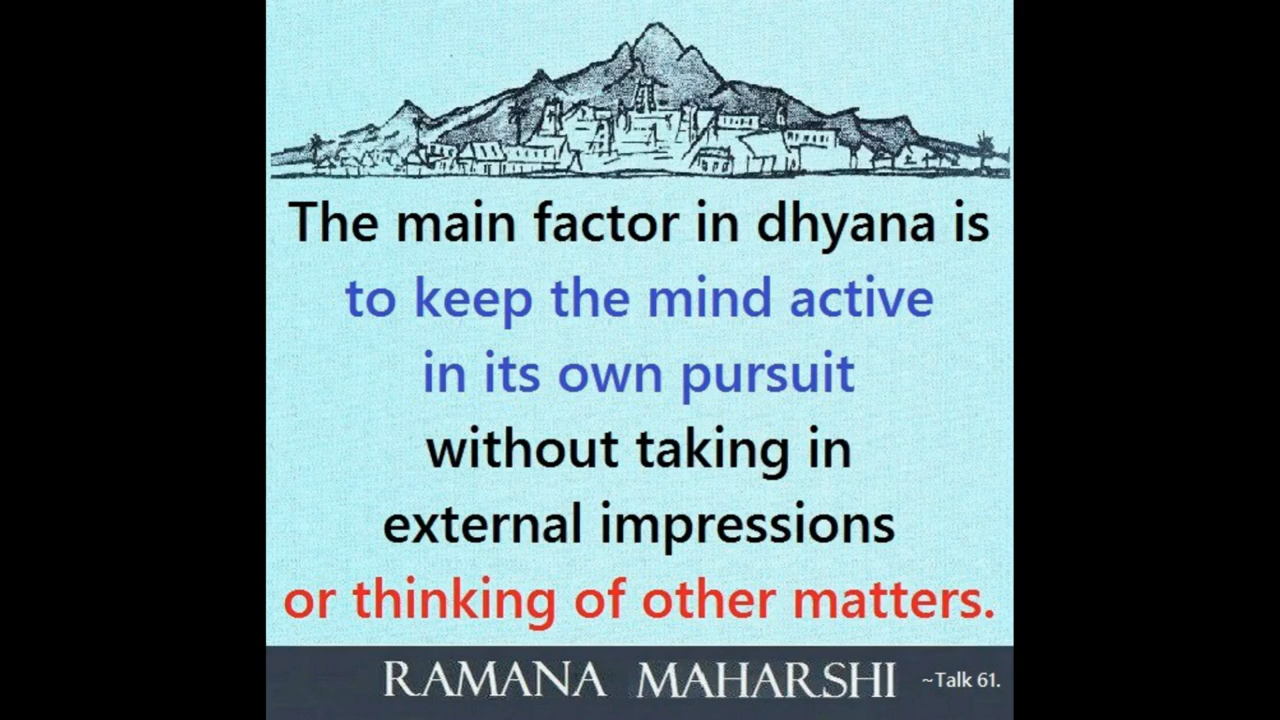 The main factor in dhyana is
to keep the mind active
in its own pursuit
without taking in
external impressions
or thinking of other matters.
RAMANA MAHARSHI ~Talk 61.